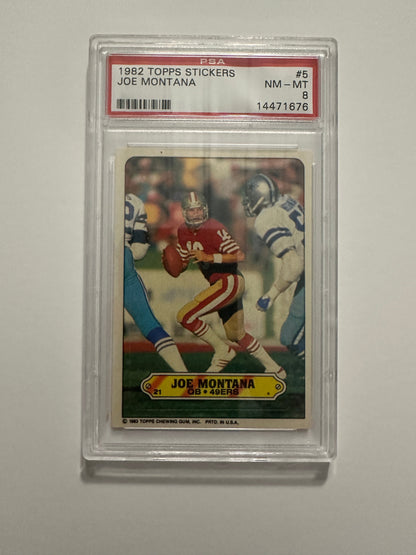 PSA
1982 TOPPS STICKERS #5
JOE MONTANA NM - MT
8
14471676
16
JOE MONTANA
21 QB • 49ERS
© 1983 TOPPS CHEWING GUM, INC. PRTD. IN U.S.A.